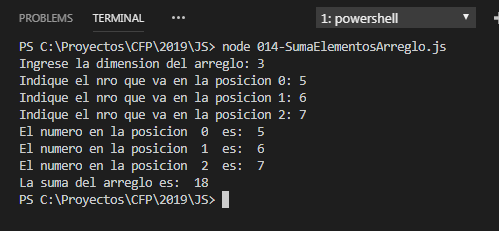 PROBLEMS TERMINAL ... 1: powershell
PS C:\Proyectos\CFP\2019\JS> node 014-SumaElementosArreglo.js
Ingrese la dimension del arreglo: 3
Indique el nro que va en la posicion 0: 5
Indique el nro que va en la posicion 1: 6
Indique el nro que va en la posicion 2: 7
El numero en la posicion  0  es:  5
El numero en la posicion  1  es:  6
El numero en la posicion  2  es:  7
La suma del arreglo es:  18
PS C:\Proyectos\CFP\2019\JS>